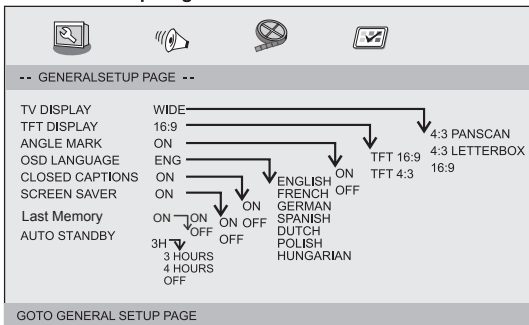 -- GENERALSETUP PAGE --
TV DISPLAY WIDE
TFT DISPLAY 16:9
ANGLE MARK ON
OSD LANGUAGE ENG
CLOSED CAPTIONS ON
SCREEN SAVER ON
Last Memory ON
AUTO STANDBY 3H
4:3 PANSCAN
4:3 LETTERBOX
16:9
TFT 16:9
TFT 4:3
ON
OFF
ENGLISH
FRENCH
GERMAN
SPANISH
DUTCH
POLISH
HUNGARIAN
ON
OFF
ON
OFF
ON
OFF
3 HOURS
4 HOURS
OFF
GOTO GENERAL SETUP PAGE